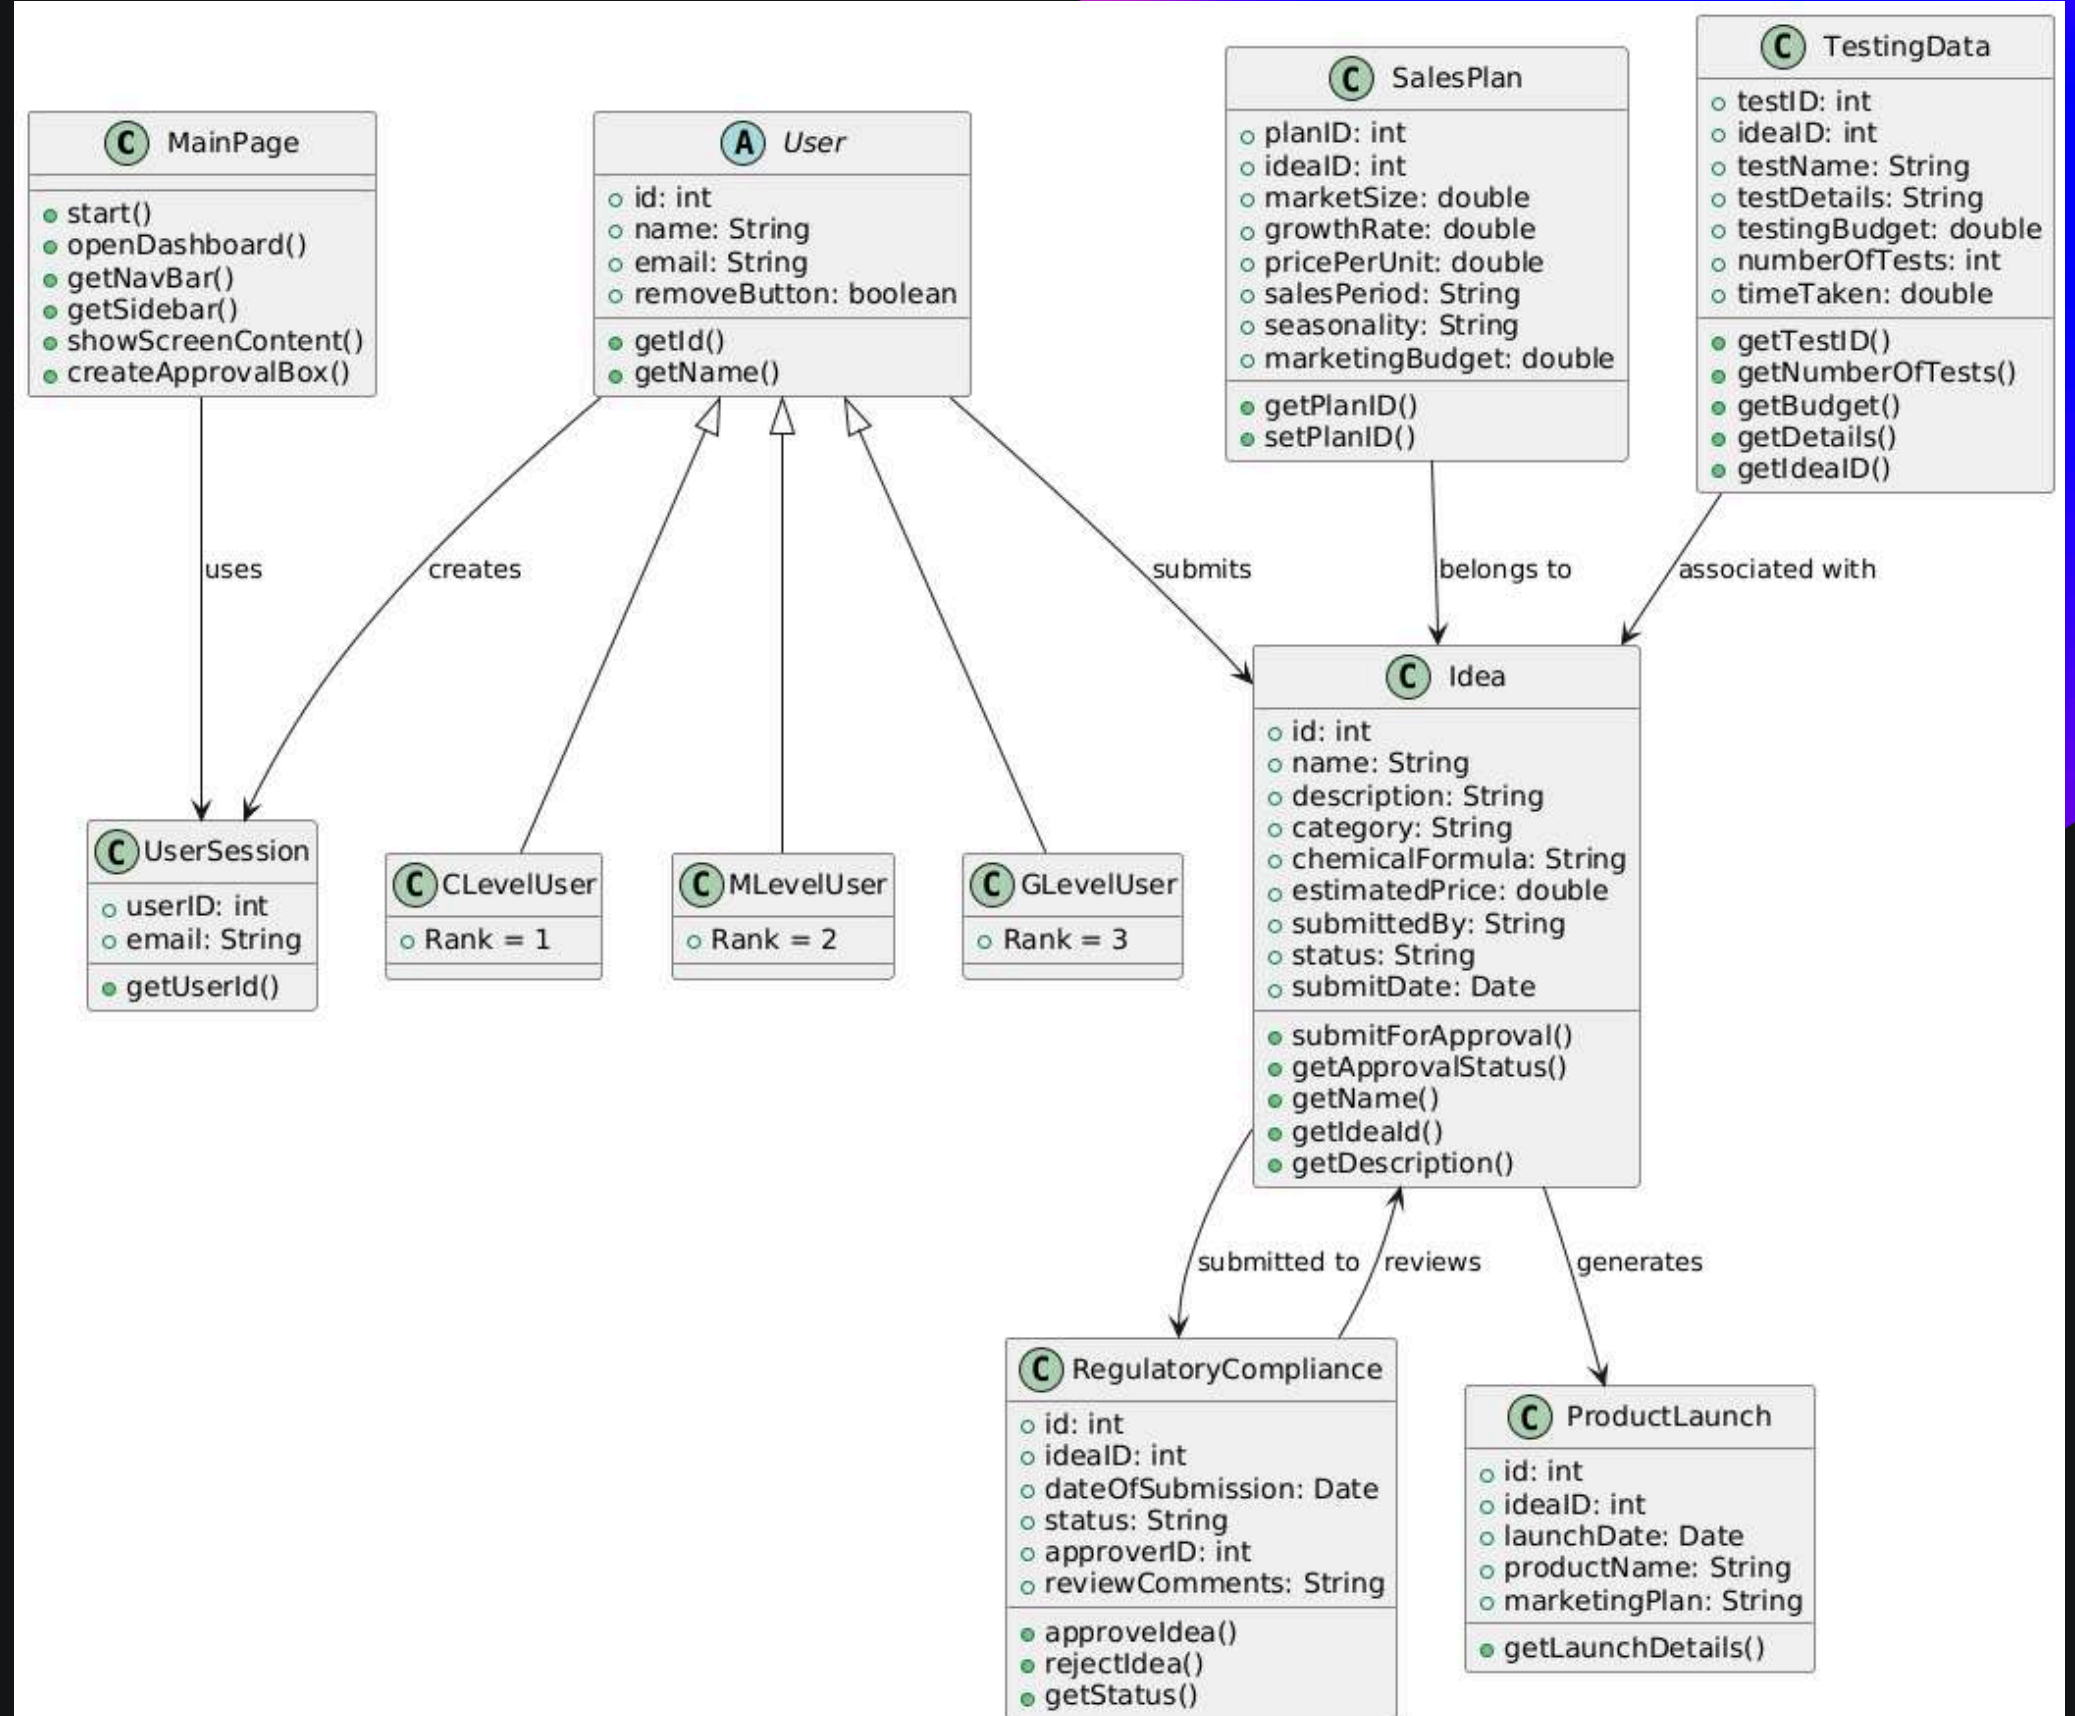 C MainPage
start()
openDashboard()
getNavBar()
getSidebar()
showScreenContent()
createApprovalBox()
A User
id: int
name: String
email: String
removeButton: boolean
getId()
getName()
C SalesPlan
planID: int
ideaID: int
marketSize: double
growthRate: double
pricePerUnit: double
salesPeriod: String
seasonality: String
marketingBudget: double
getPlanID()
setPlanID()
C TestingData
testID: int
ideaID: int
testName: String
testDetails: String
testingBudget: double
numberOfTests: int
timeTaken: double
getTestID()
getNumberOfTests()
getBudget()
getDetails()
getIdeaID()
uses
creates
submits
belongs to
associated with
C UserSession
userID: int
email: String
getUserId()
C CLevelUser
Rank = 1
C MLevelUser
Rank = 2
C GLevelUser
Rank = 3
C Idea
id: int
name: String
description: String
category: String
chemicalFormula: String
estimatedPrice: double
submittedBy: String
status: String
submitDate: Date
submitForApproval()
getApprovalStatus()
getName()
getIdeaId()
getDescription()
submitted to
reviews
generates
C RegulatoryCompliance
id: int
ideaID: int
dateOfSubmission: Date
status: String
approverID: int
reviewComments: String
approveIdea()
rejectIdea()
getStatus()
C ProductLaunch
id: int
ideaID: int
launchDate: Date
productName: String
marketingPlan: String
getLaunchDetails()